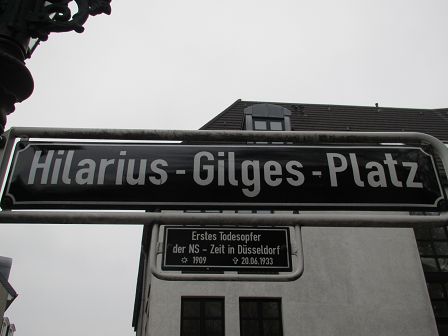 Hilarius-Gilges-Platz
Erstes Todesopfer
der NS - Zeit in Düsseldorf
✡ 1909 ✞ 20.06.1933